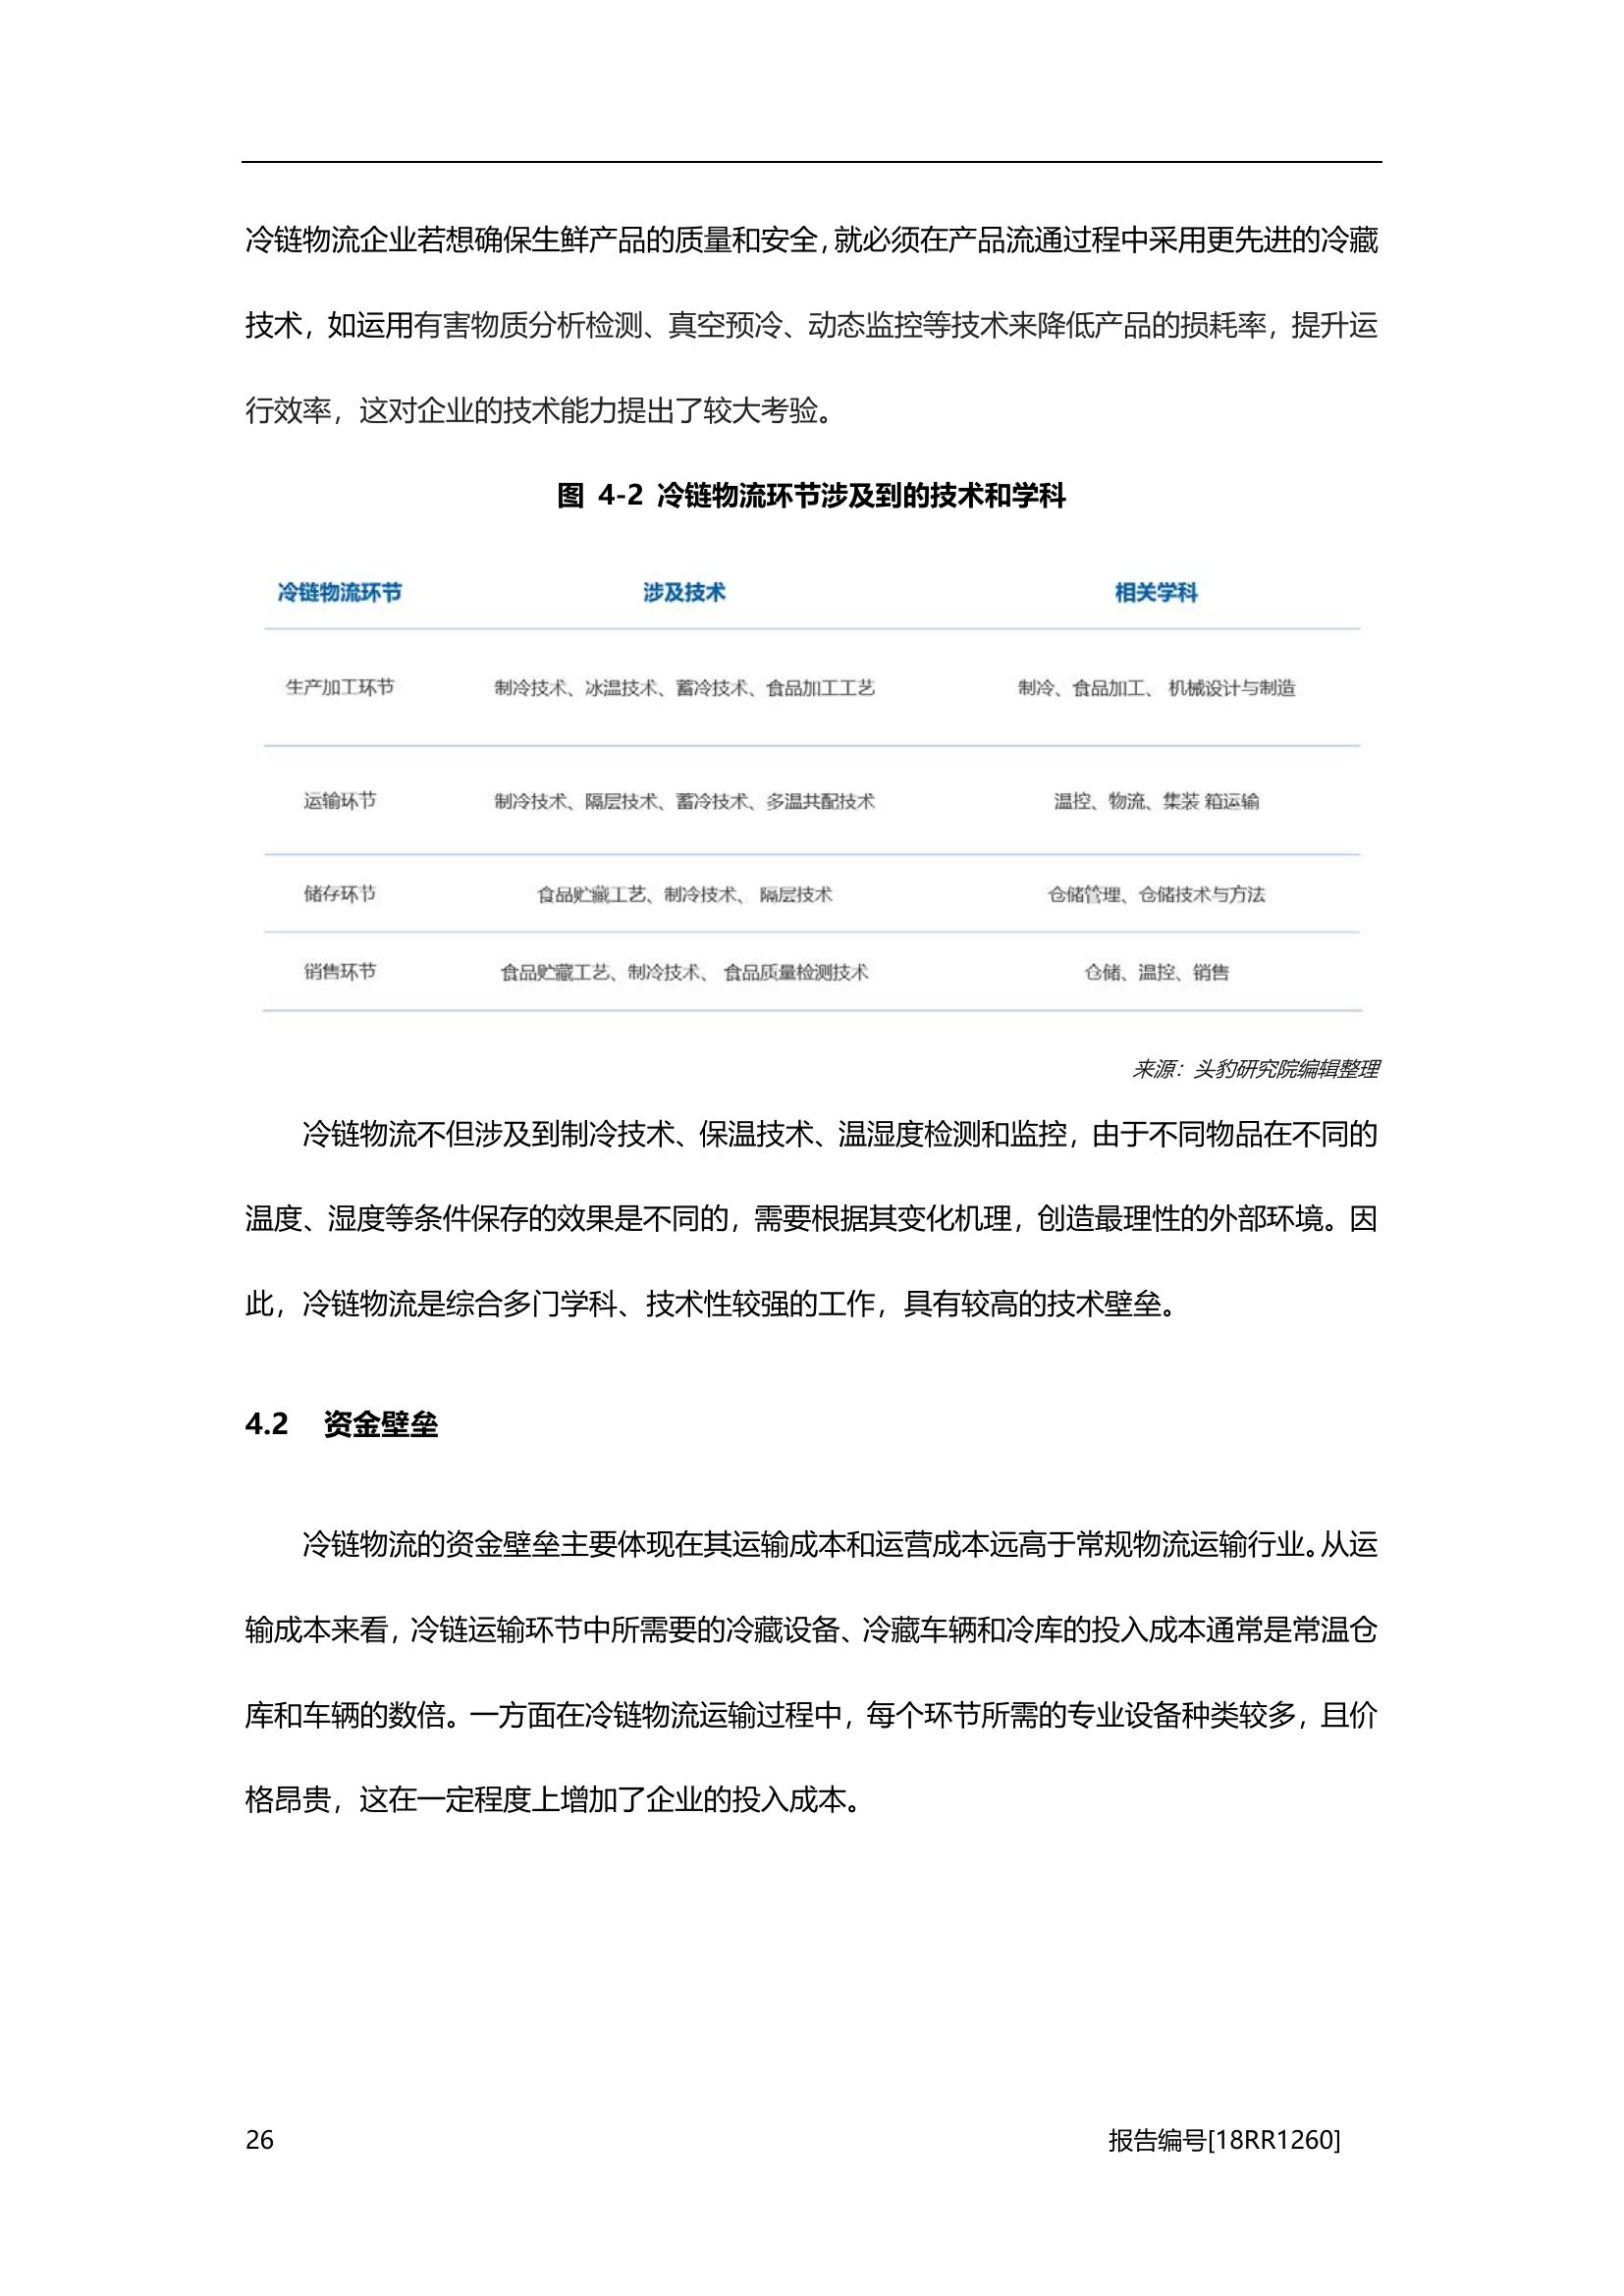 冷链物流企业若想确保生鲜产品的质量和安全，就必须在产品流通过程中采用更先进的冷藏
技术，如运用有害物质分析检测、真空预冷、动态监控等技术来降低产品的损耗率，提升运
行效率，这对企业的技术能力提出了较大考验。
图 4-2 冷链物流环节涉及到的技术和学科
冷链物流环节 涉及技术 相关学科
生产加工环节 制冷技术、冰温技术、蓄冷技术、食品加工工艺 制冷、食品加工、 机械设计与制造
运输环节 制冷技术、隔层技术、蓄冷技术、多温共配技术 温控、物流、集装 箱运输
储存环节 食品贮藏工艺、制冷技术、 隔层技术 仓储管理、仓储技术与方法
销售环节 食品贮藏工艺、制冷技术、 食品质量检测技术 仓储、温控、销售
来源：头豹研究院编辑整理
冷链物流不但涉及到制冷技术、保温技术、温湿度检测和监控，由于不同物品在不同的
温度、湿度等条件保存的效果是不同的，需要根据其变化机理，创造最理性的外部环境。因
此，冷链物流是综合多门学科、技术性较强的工作，具有较高的技术壁垒。
4.2 资金壁垒
冷链物流的资金壁垒主要体现在其运输成本和运营成本远高于常规物流运输行业。从运
输成本来看，冷链运输环节中所需要的冷藏设备、冷藏车辆和冷库的投入成本通常是常温仓
库和车辆的数倍。一方面在冷链物流运输过程中，每个环节所需的专业设备种类较多，且价
格昂贵，这在一定程度上增加了企业的投入成本。
26 报告编号[18RR1260]